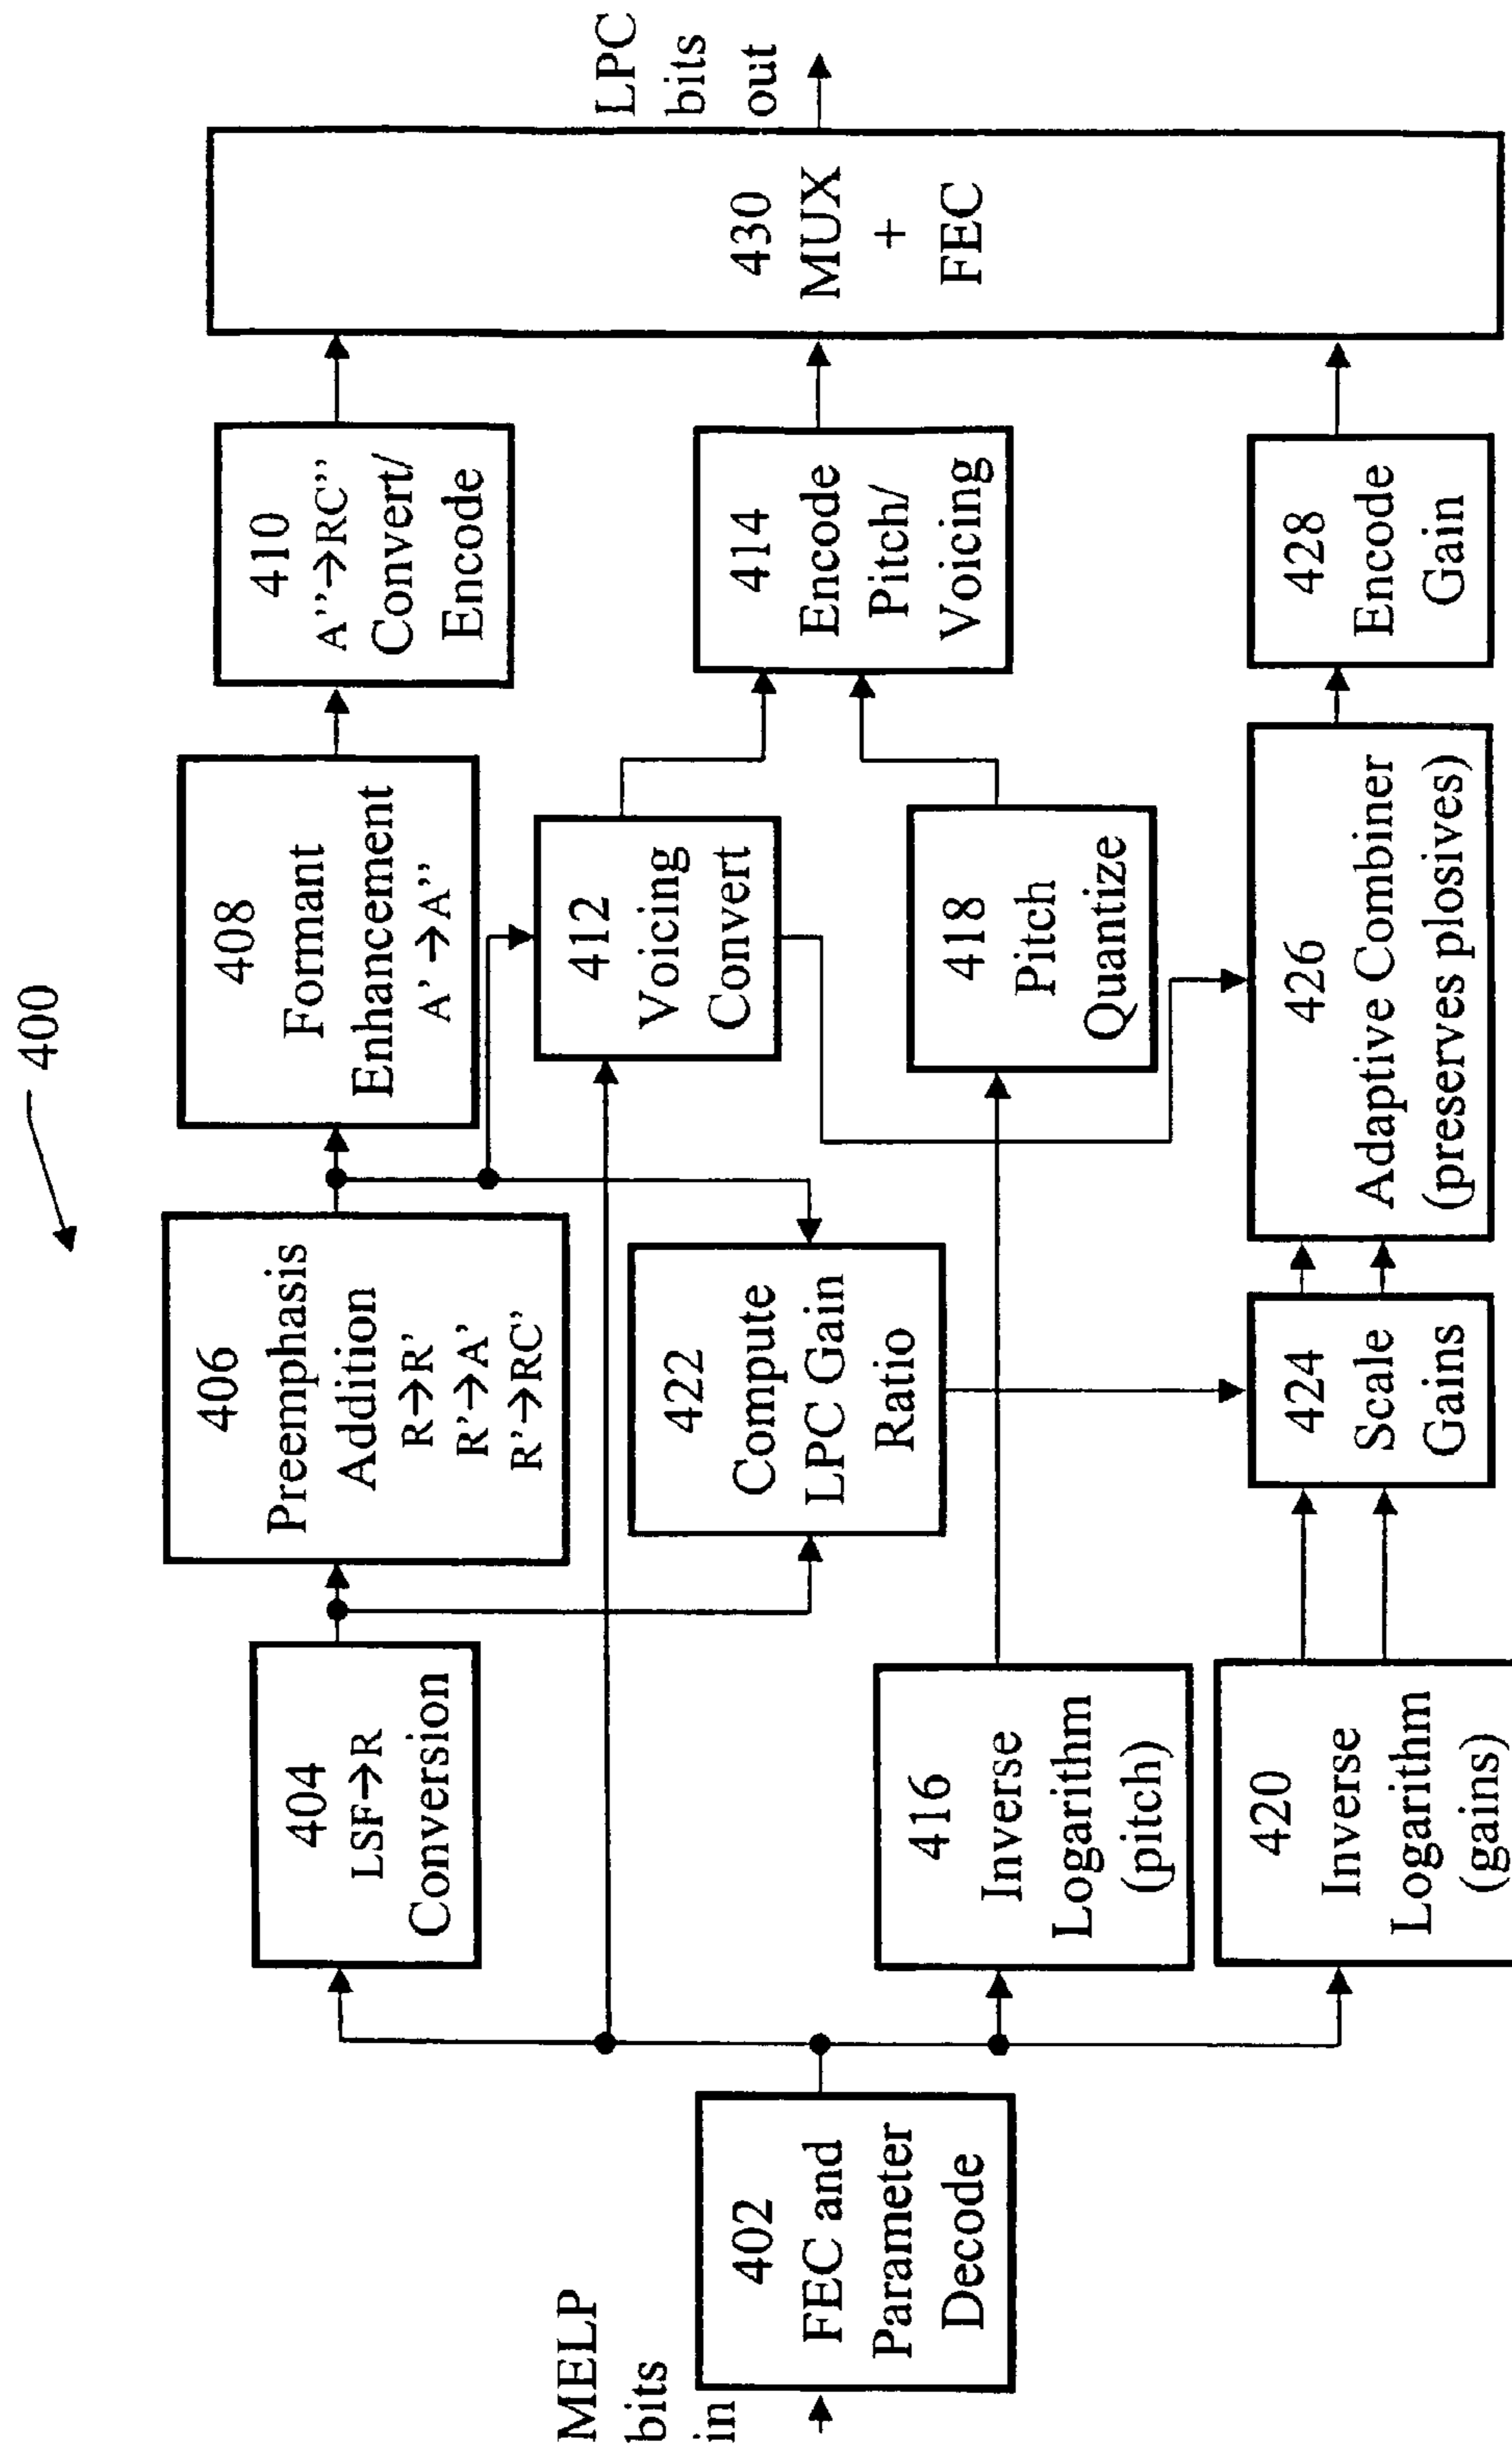 400
MELP
bits
in
402
FEC and
Parameter
Decode
404
LSF→R
Conversion
406
Preemphasis
Addition
R→R'
R'→A'
R'→RC'
408
Formant
Enhancement
A'→A''
410
A''→RC''
Convert/
Encode
412
Voicing
Convert
414
Encode
Pitch/
Voicing
416
Inverse
Logarithm
(pitch)
418
Pitch
Quantize
420
Inverse
Logarithm
(gains)
422
Compute
LPC Gain
Ratio
424
Scale
Gains
426
Adaptive Combiner
(preserves plosives)
428
Encode
Gain
430
MUX
+
FEC
LPC
bits
out